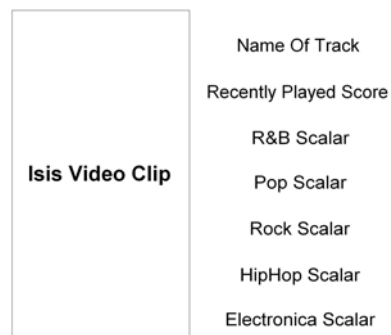 Isis Video Clip
Name Of Track
Recently Played Score
R&B Scalar
Pop Scalar
Rock Scalar
HipHop Scalar
Electronica Scalar